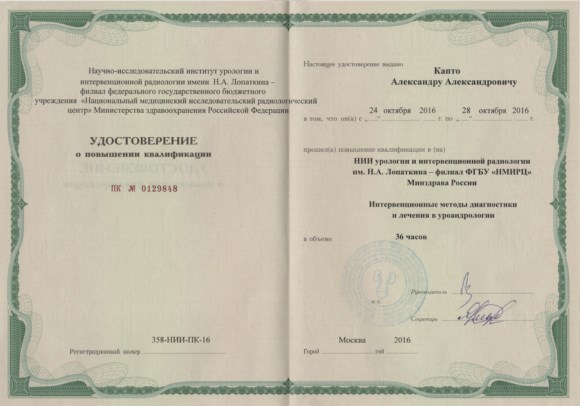 Научно-исследовательский институт урологии и
интервенционной радиологии имени Н.А. Лопаткина –
филиал федерального государственного бюджетного
учреждения «Национальный медицинский исследовательский радиологический
центр» Министерства здравоохранения Российской Федерации
УДОСТОВЕРЕНИЕ
о повышении квалификации
ПК № 0129848
358-НИИ-ПК-16
Регистрационный номер
Настоящее удостоверение выдано
Капто
Александру Александровичу
24 октября 2016 28 октября 2016
в том, что он(а) с „ “ г. по „ “ г.
прошел(а) повышение квалификации в (на)
НИИ урологии и интервенционной радиологии
им. Н.А. Лопаткина – филиал ФГБУ «НМИРЦ»
Минздрава России
Интервенционные методы диагностики
и лечения в уроандрологии
в объеме 36 часов
Руководитель
М.П.
Секретарь
Москва 2016
Город год